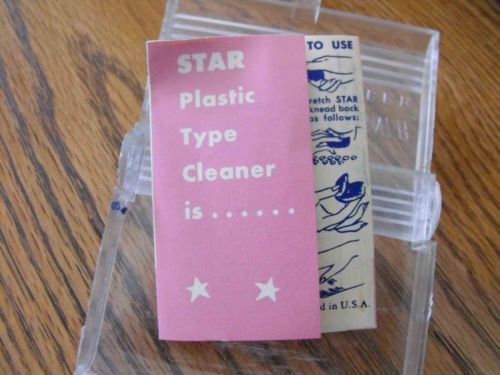 STAR
Plastic
Type
Cleaner
is......
TO USE
retch STAR
knead back
as follows:
d in U.S.A.